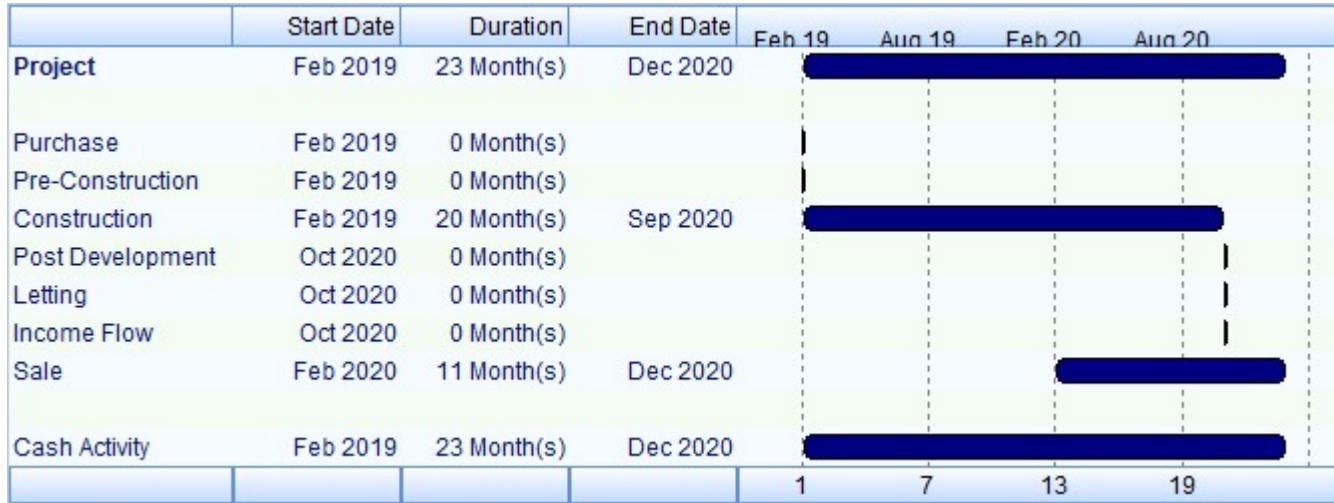 Start Date Duration End Date Feb 19 Aug 19 Feb 20 Aug 20
Project Feb 2019 23 Month(s) Dec 2020
Purchase Feb 2019 0 Month(s)
Pre-Construction Feb 2019 0 Month(s)
Construction Feb 2019 20 Month(s) Sep 2020
Post Development Oct 2020 0 Month(s)
Letting Oct 2020 0 Month(s)
Income Flow Oct 2020 0 Month(s)
Sale Feb 2020 11 Month(s) Dec 2020
Cash Activity Feb 2019 23 Month(s) Dec 2020
1 7 13 19